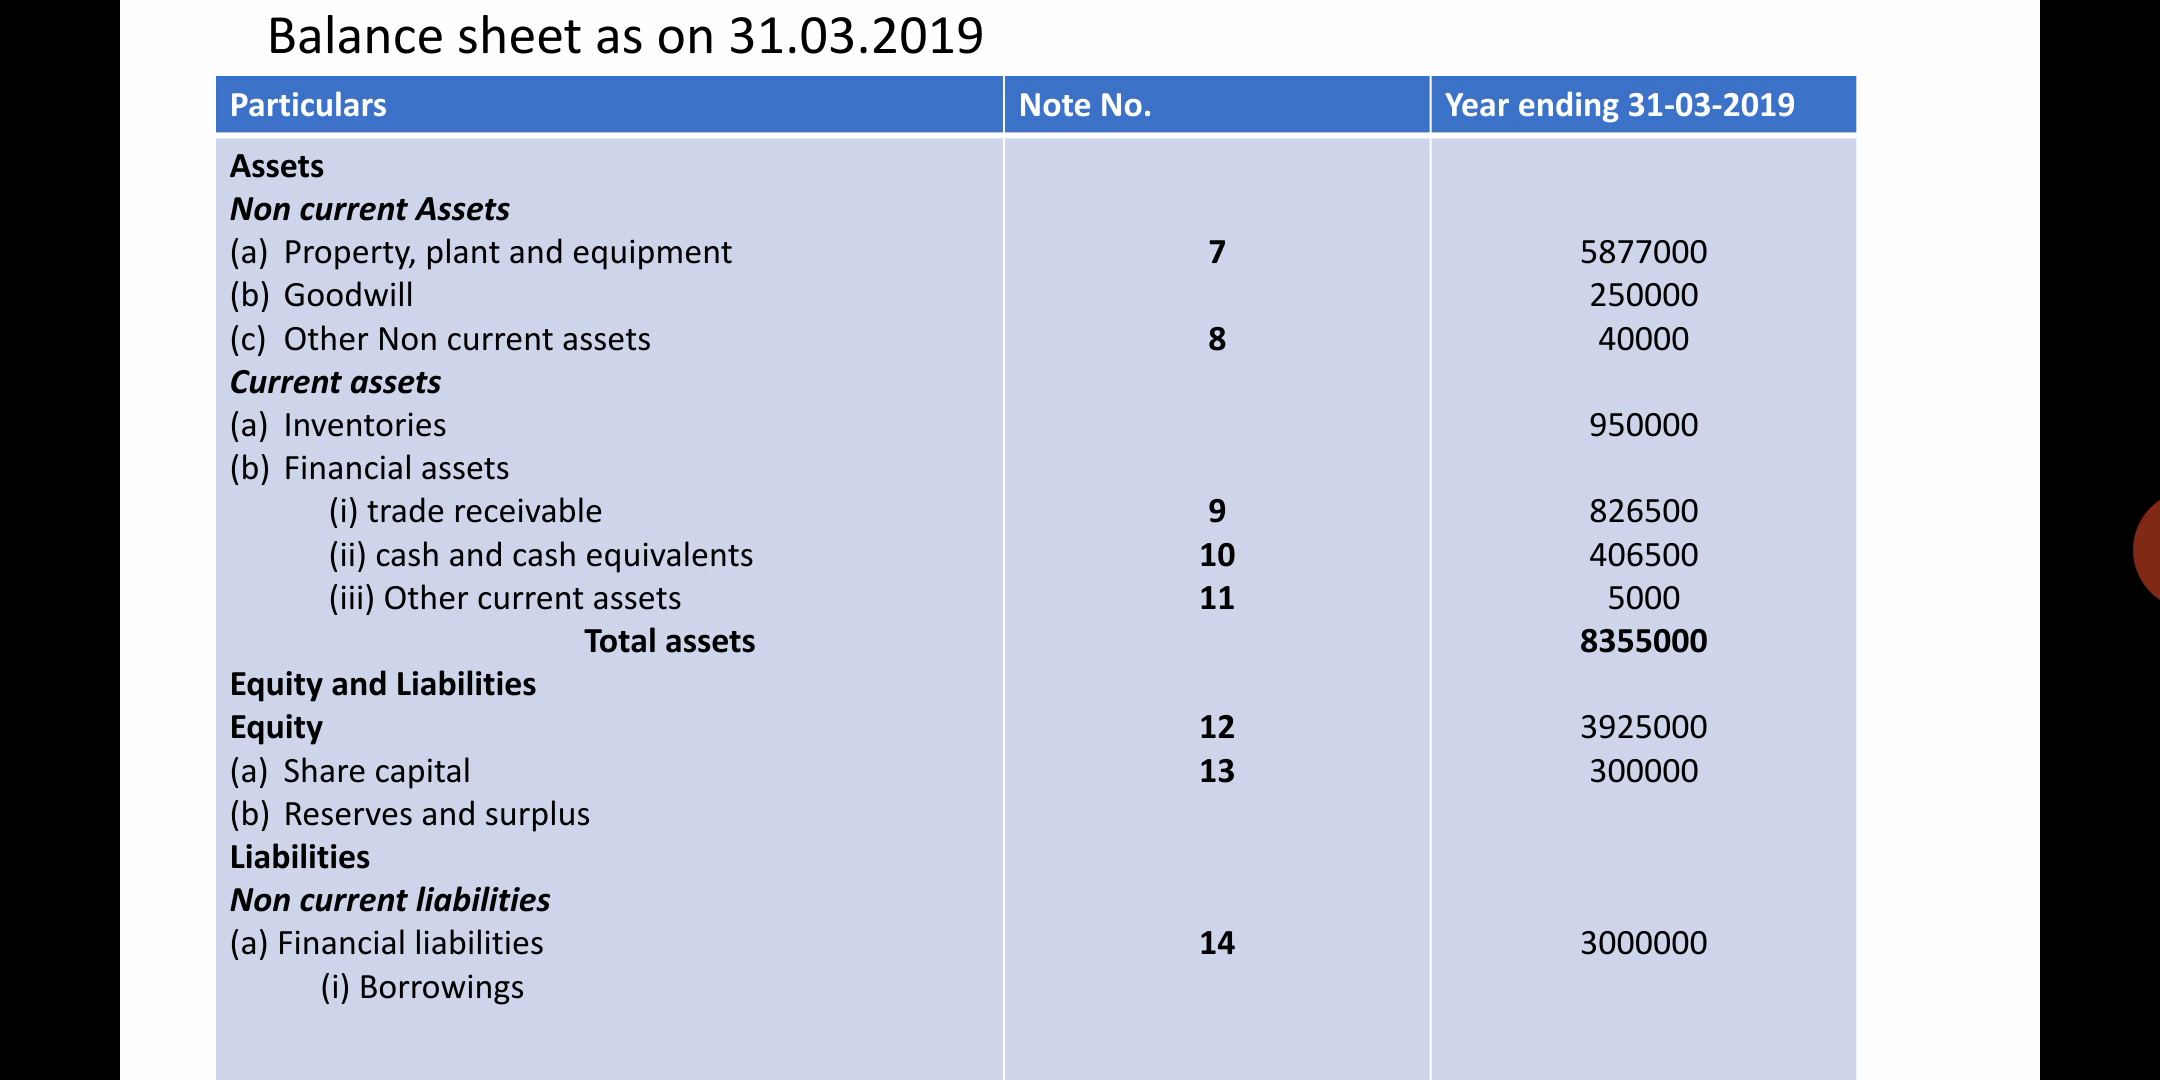 Balance sheet as on 31.03.2019
Particulars Note No. Year ending 31-03-2019
Assets
Non current Assets
(a) Property, plant and equipment 7 5877000
(b) Goodwill 250000
(c) Other Non current assets 8 40000
Current assets
(a) Inventories 950000
(b) Financial assets
(i) trade receivable 9 826500
(ii) cash and cash equivalents 10 406500
(iii) Other current assets 11 5000
Total assets 8355000
Equity and Liabilities
Equity 12 3925000
(a) Share capital 13 300000
(b) Reserves and surplus
Liabilities
Non current liabilities
(a) Financial liabilities 14 3000000
(i) Borrowings